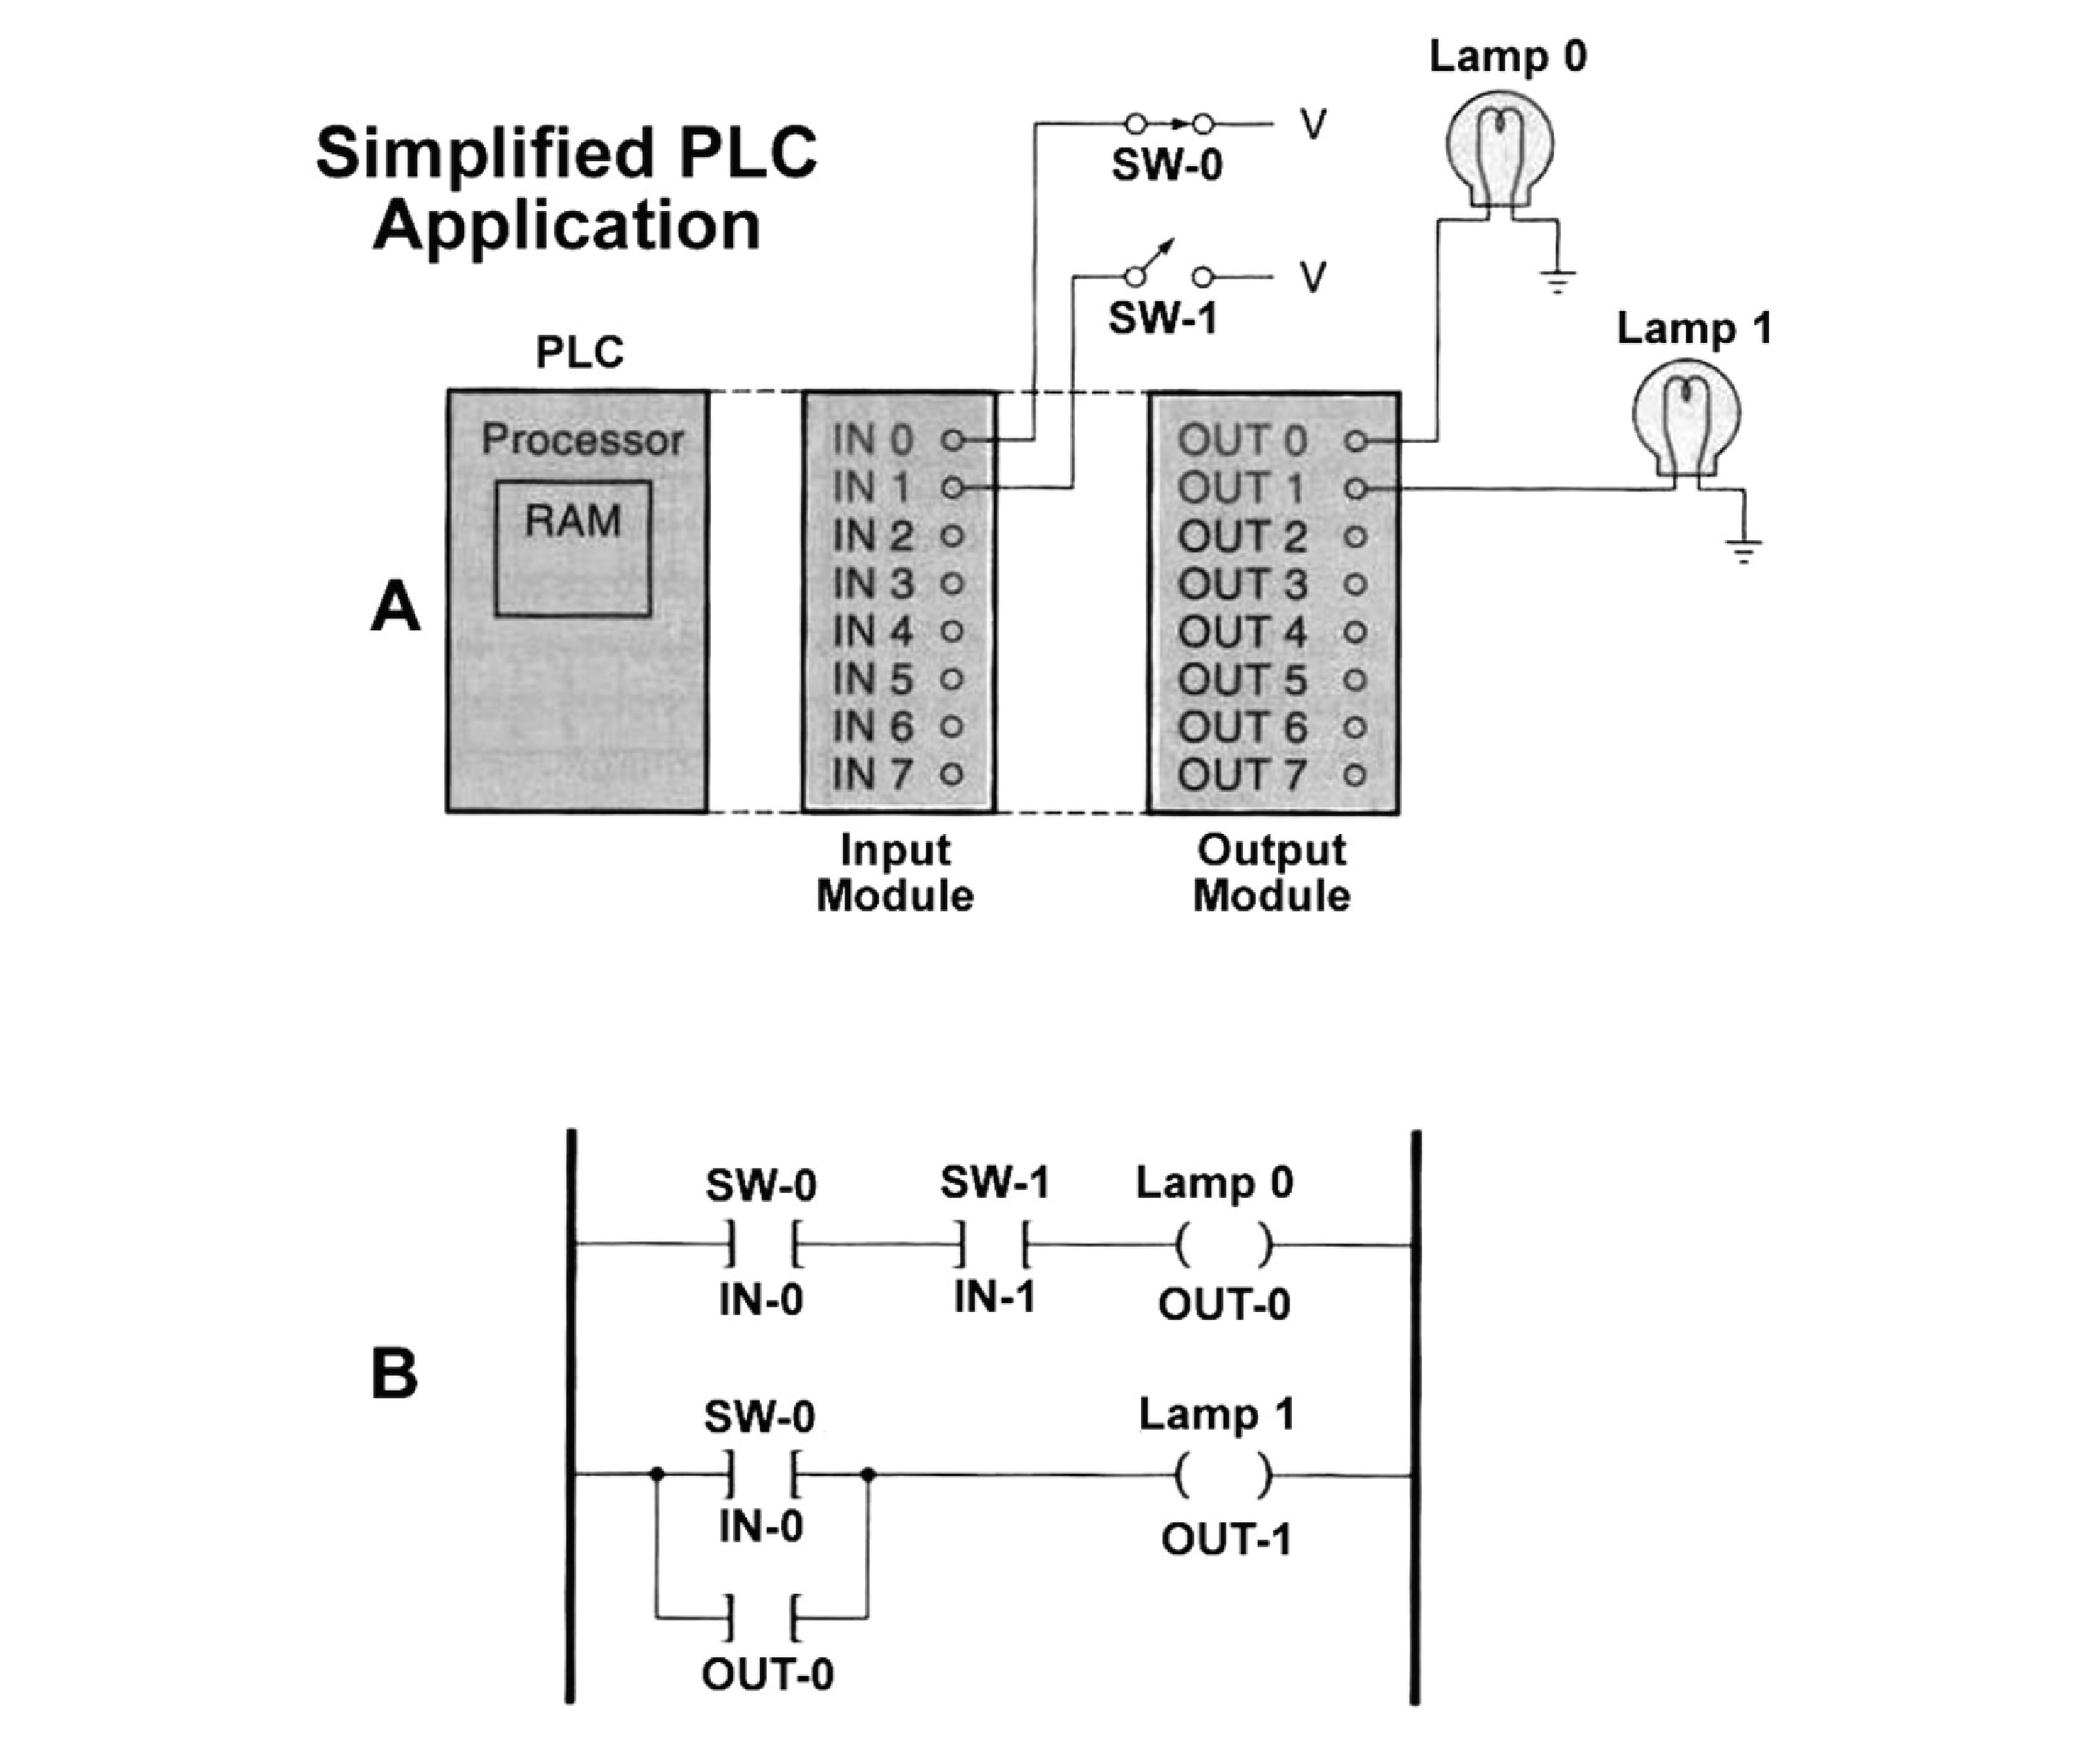 Simplified PLC
Application
Lamp 0
V
SW-0
V
SW-1
Lamp 1
PLC
Processor
RAM
A
IN 0
IN 1
IN 2
IN 3
IN 4
IN 5
IN 6
IN 7
OUT 0
OUT 1
OUT 2
OUT 3
OUT 4
OUT 5
OUT 6
OUT 7
Input
Module
Output
Module
B
SW-0
SW-1
Lamp 0
IN-0
IN-1
OUT-0
SW-0
Lamp 1
IN-0
OUT-1
OUT-0